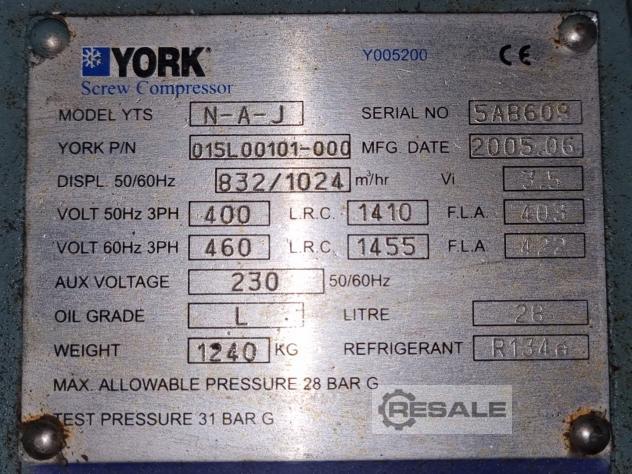 YORK Y005200 CE
Screw Compressor
MODEL YTS N-A-J SERIAL NO 5AB609
YORK P/N 015L00101-000 MFG. DATE 2005.06
DISPL. 50/60Hz 832/1024 m³/hr Vi 3.5
VOLT 50Hz 3PH 400 L.R.C. 1410 F.L.A. 403
VOLT 60Hz 3PH 460 L.R.C. 1455 F.L.A. 422
AUX VOLTAGE 230 50/60Hz
OIL GRADE L LITRE 28
WEIGHT 1240 KG REFRIGERANT R134a
MAX. ALLOWABLE PRESSURE 28 BAR G
TEST PRESSURE 31 BAR G
RESALE